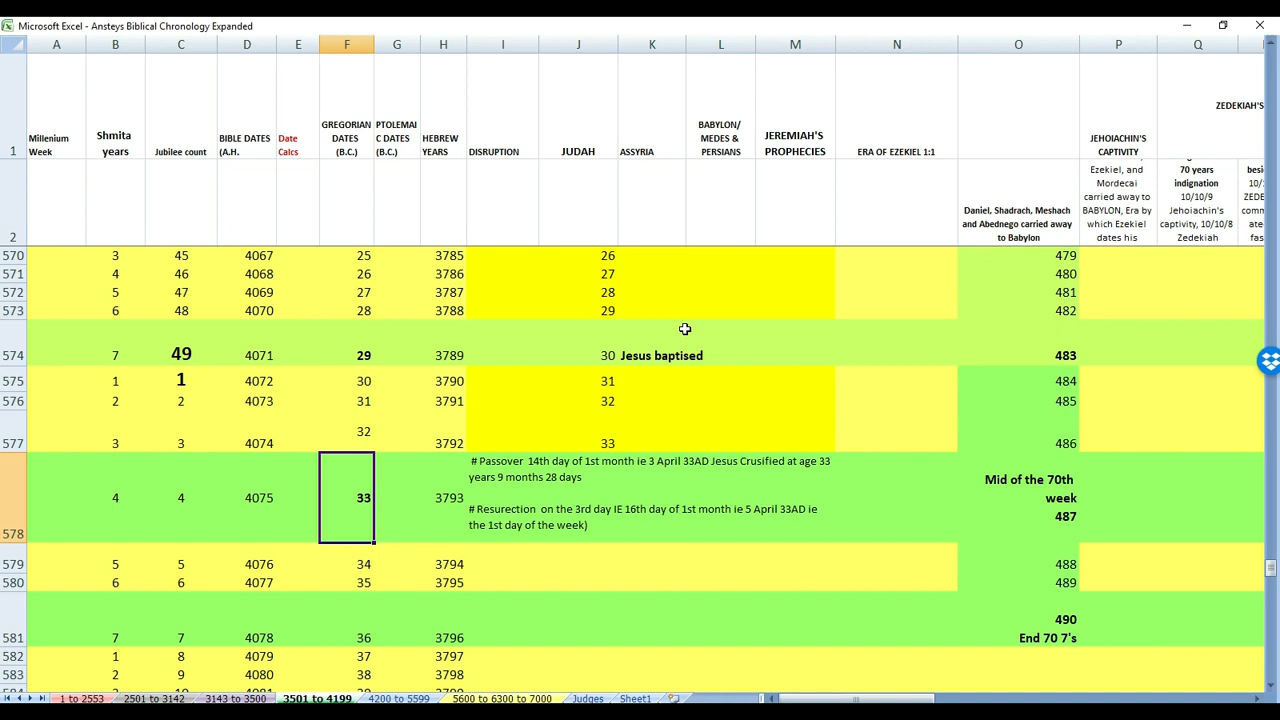 Microsoft Excel - Ansteys Biblical Chronology Expanded
A B C D E F G H I J K L M N O P Q
1 Millenium Week Shmita years Jubilee count BIBLE DATES (A.H. Date Calcs GREGORIAN DATES (B.C.) PTOLEMAI C DATES (B.C.) HEBREW YEARS DISRUPTION JUDAH ASSYRIA BABYLON/ MEDES & PERSIANS JEREMIAH'S PROPHECIES ERA OF EZEKIEL 1:1 JEHOIACHIN'S CAPTIVITY ZEDEKIAH'S
2 Daniel, Shadrach, Meshach and Abednego carried away to Babylon Ezekiel, and Mordecai carried away to BABYLON, Era by which Ezekiel dates his 70 years indignation 10/10/9 Jehoiachin's captivity, 10/10/8 Zedekiah besi 10/1 ZEDE comm ate fas
570 3 45 4067 25 3785 26 479
571 4 46 4068 26 3786 27 480
572 5 47 4069 27 3787 28 481
573 6 48 4070 28 3788 29 482
574 7 49 4071 29 3789 30 Jesus baptised 483
575 1 1 4072 30 3790 31 484
576 2 2 4073 31 3791 32 485
577 3 3 4074 32 3792 33 486
578 4 4 4075 33 3793 # Passover 14th day of 1st month ie 3 April 33AD Jesus Crusified at age 33
years 9 months 28 days
# Resurection on the 3rd day IE 16th day of 1st month ie 5 April 33AD ie
the 1st day of the week)
Mid of the 70th
week
487
579 5 5 4076 34 3794 488
580 6 6 4077 35 3795 489
581 7 7 4078 36 3796 490
End 70 7's
582 1 8 4079 37 3797
583 2 9 4080 38 3798
1 to 2553 2501 to 3142 3143 to 3500 3501 to 4199 4200 to 5599 5600 to 6300 to 7000 Judges Sheet1